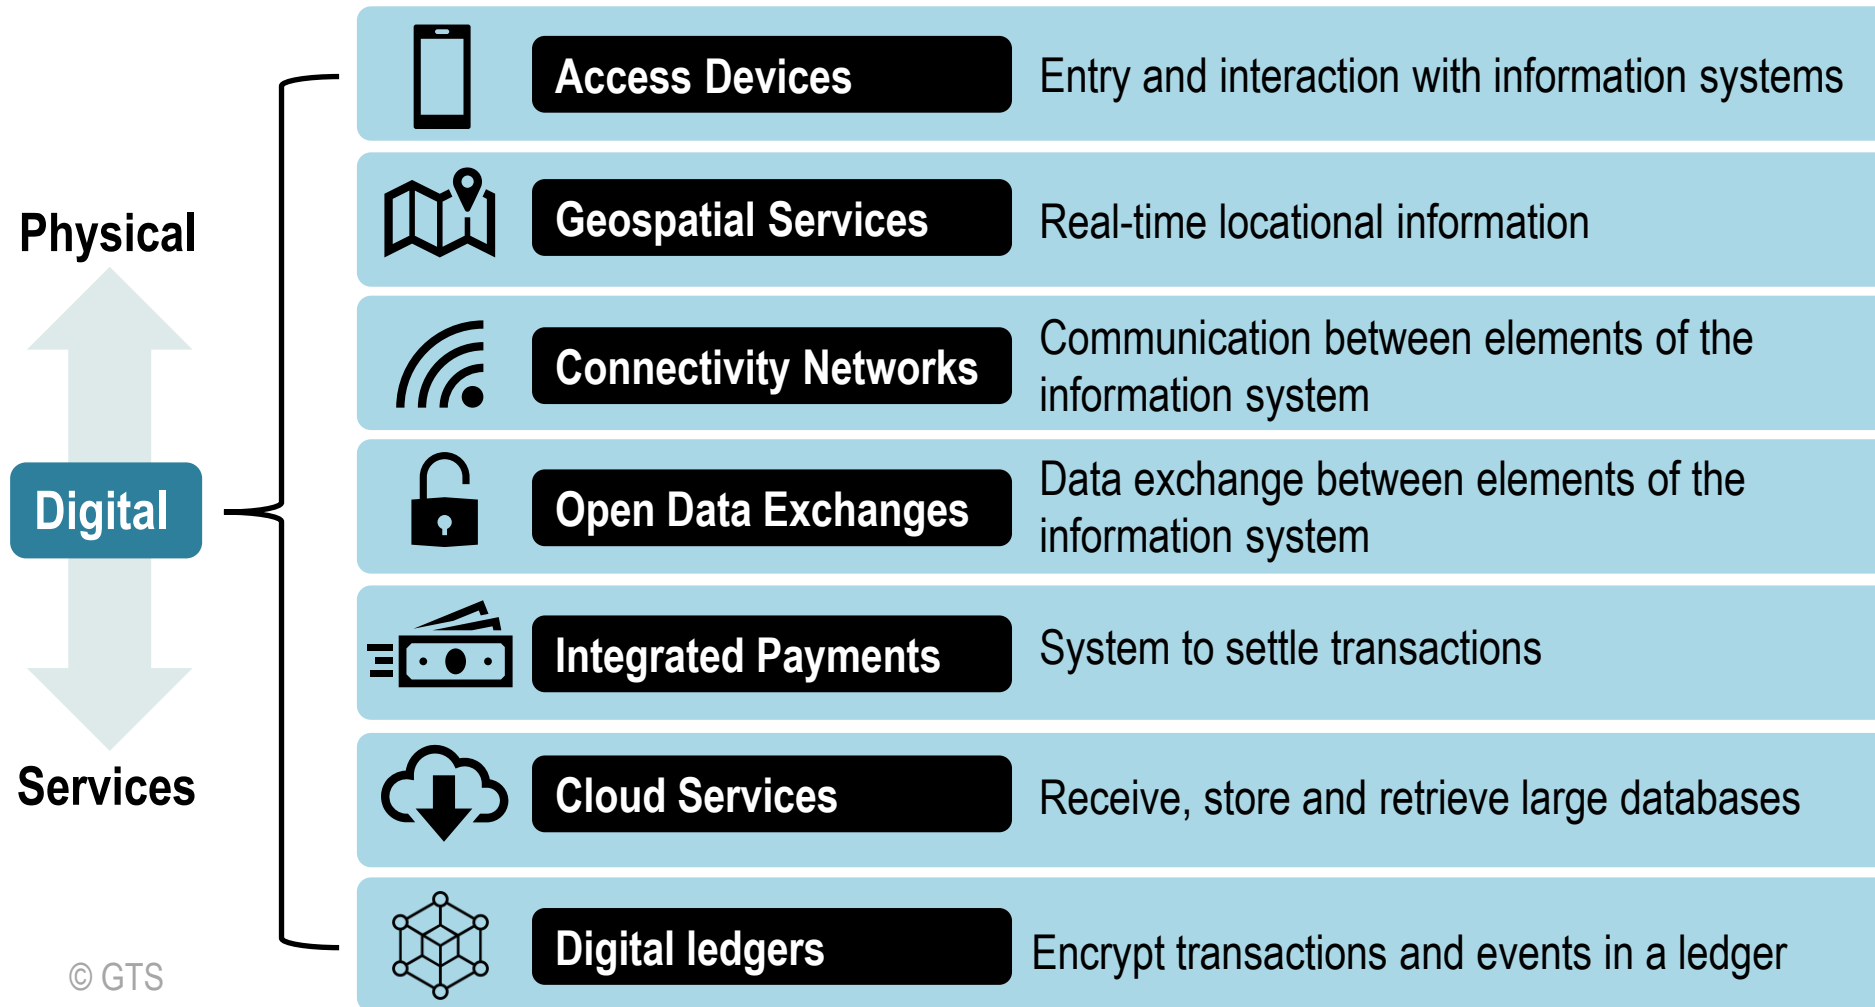 Physical
Digital
Services
Access Devices
Entry and interaction with information systems
Geospatial Services
Real-time locational information
Connectivity Networks
Communication between elements of the
information system
Open Data Exchanges
Data exchange between elements of the
information system
Integrated Payments
System to settle transactions
Cloud Services
Receive, store and retrieve large databases
Digital ledgers
Encrypt transactions and events in a ledger
© GTS